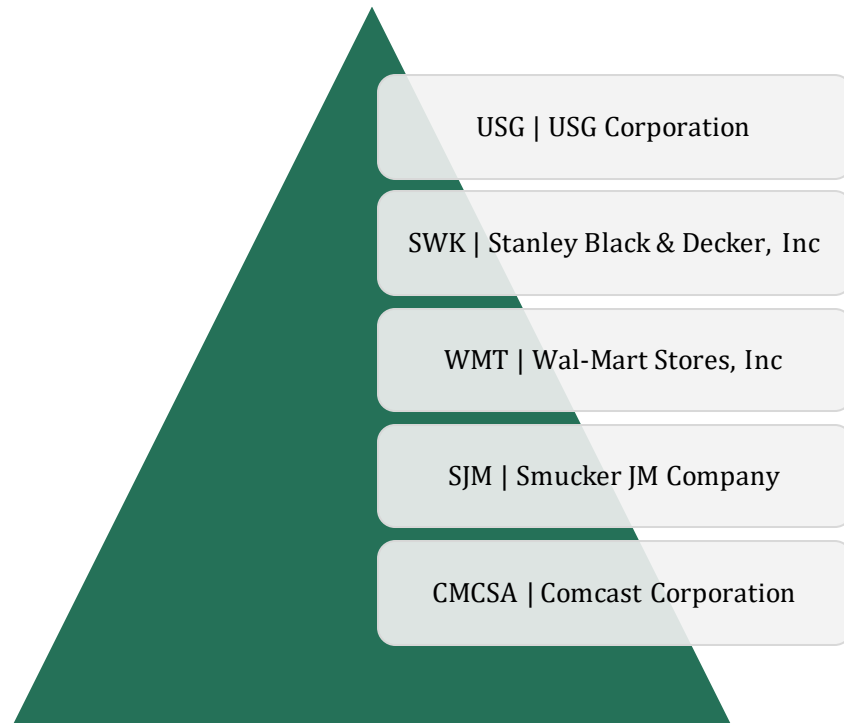 USG | USG Corporation
SWK | Stanley Black & Decker, Inc
WMT | Wal-Mart Stores, Inc
SJM | Smucker JM Company
CMCSA | Comcast Corporation